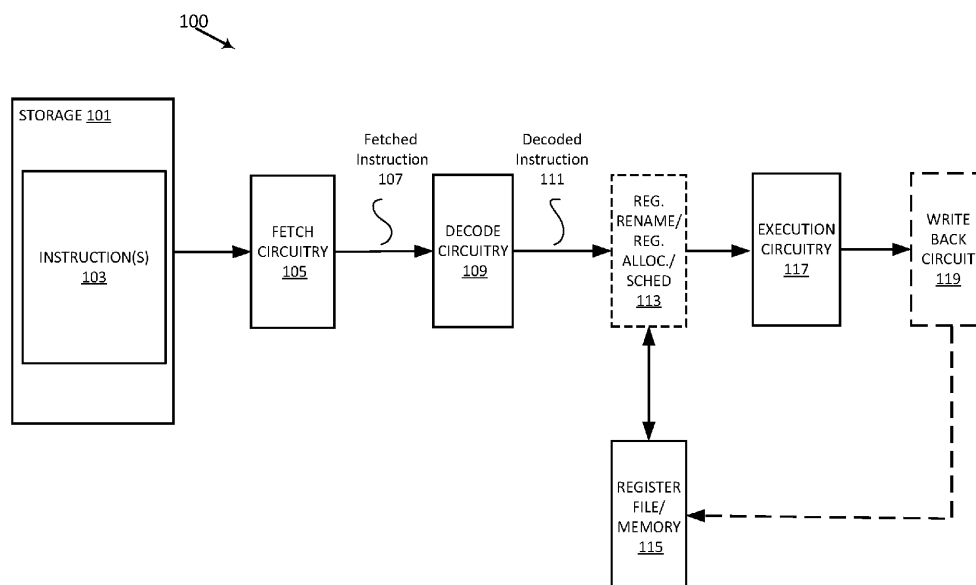 100
STORAGE 101
INSTRUCTION(S)
103
FETCH
CIRCUITRY
105
Fetched
Instruction
107
DECODE
CIRCUITRY
109
Decoded
Instruction
111
REG.
RENAME/
REG.
ALLOC./
SCHED
113
EXECUTION
CIRCUITRY
117
WRITE
BACK
CIRCUIT
119
REGISTER
FILE/
MEMORY
115